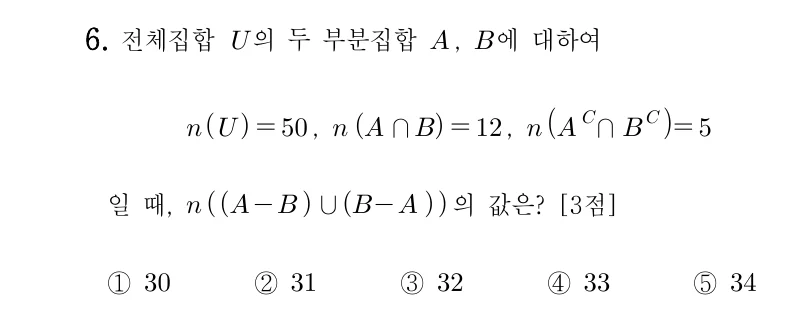 6. 전체집합 U의 두 부분집합 A, B에 대하여
n(U)=50, n(A∩B)=12, n(A^C∩B^C)=5
일 때, n((A-B)∪(B-A))의 값은? [3점]
① 30 ② 31 ③ 32 ④ 33 ⑤ 34